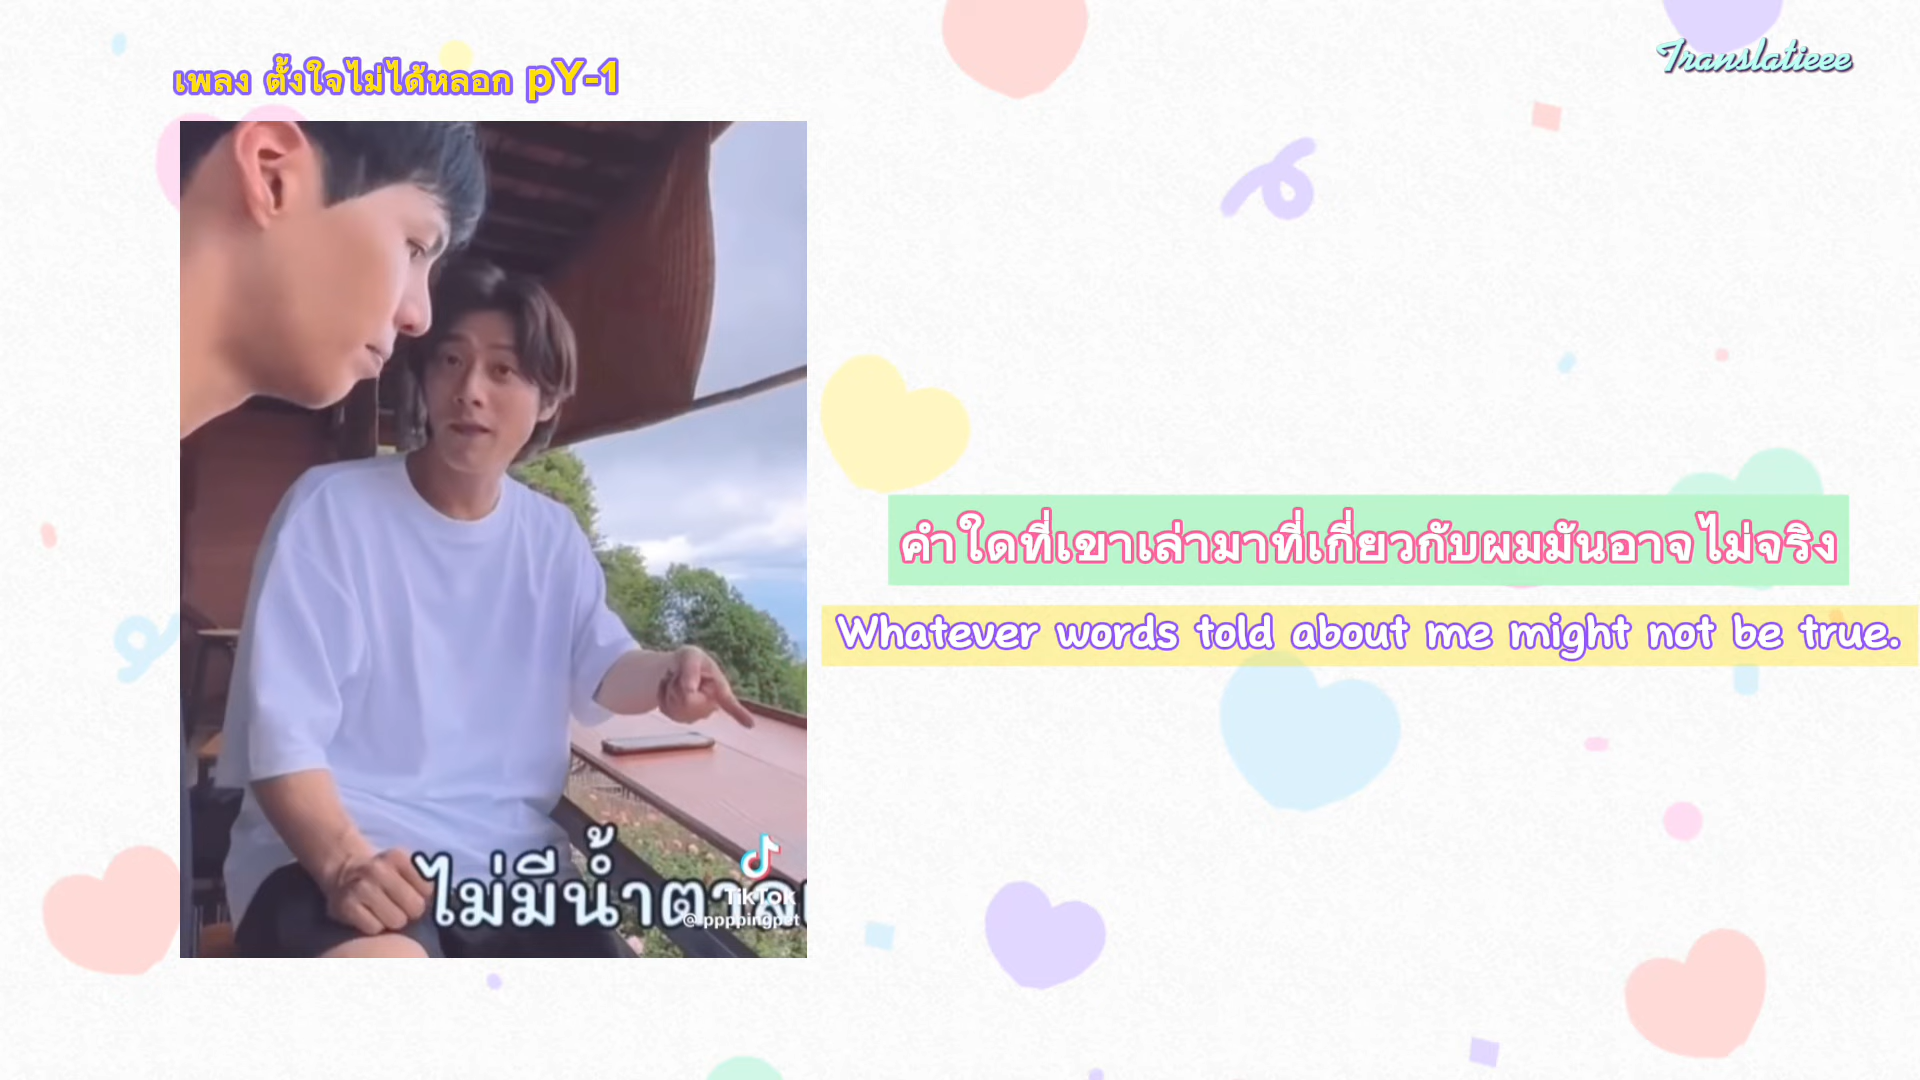 Translatieee
เพลง ตั้งใจไม่ได้หลอก pY-1
คำใดที่เขาเล่ามาที่เกี่ยวกับผมมันอาจไม่จริง
Whatever words told about me might not be true.
ไม่มีน้ำตาล
TikTok
@ppppingpet